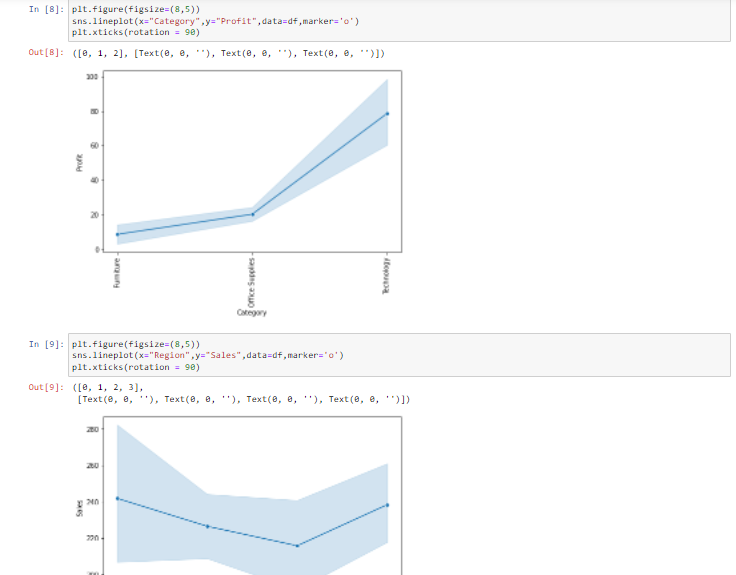 In [8]: plt.figure(figsize=(8,5))
sns.lineplot(x="Category",y="Profit",data=df,marker='o')
plt.xticks(rotation = 90)
Out[8]: ([0, 1, 2], [Text(0, 0, ''), Text(0, 0, ''), Text(0, 0, '')])
100
80
60
40
20
0
Profit
Furniture
Office Supplies
Technology
Category
In [9]: plt.figure(figsize=(8,5))
sns.lineplot(x="Region",y="Sales",data=df,marker='o')
plt.xticks(rotation = 90)
Out[9]: ([0, 1, 2, 3],
[Text(0, 0, ''), Text(0, 0, ''), Text(0, 0, ''), Text(0, 0, '')])
280
260
240
220
Sales